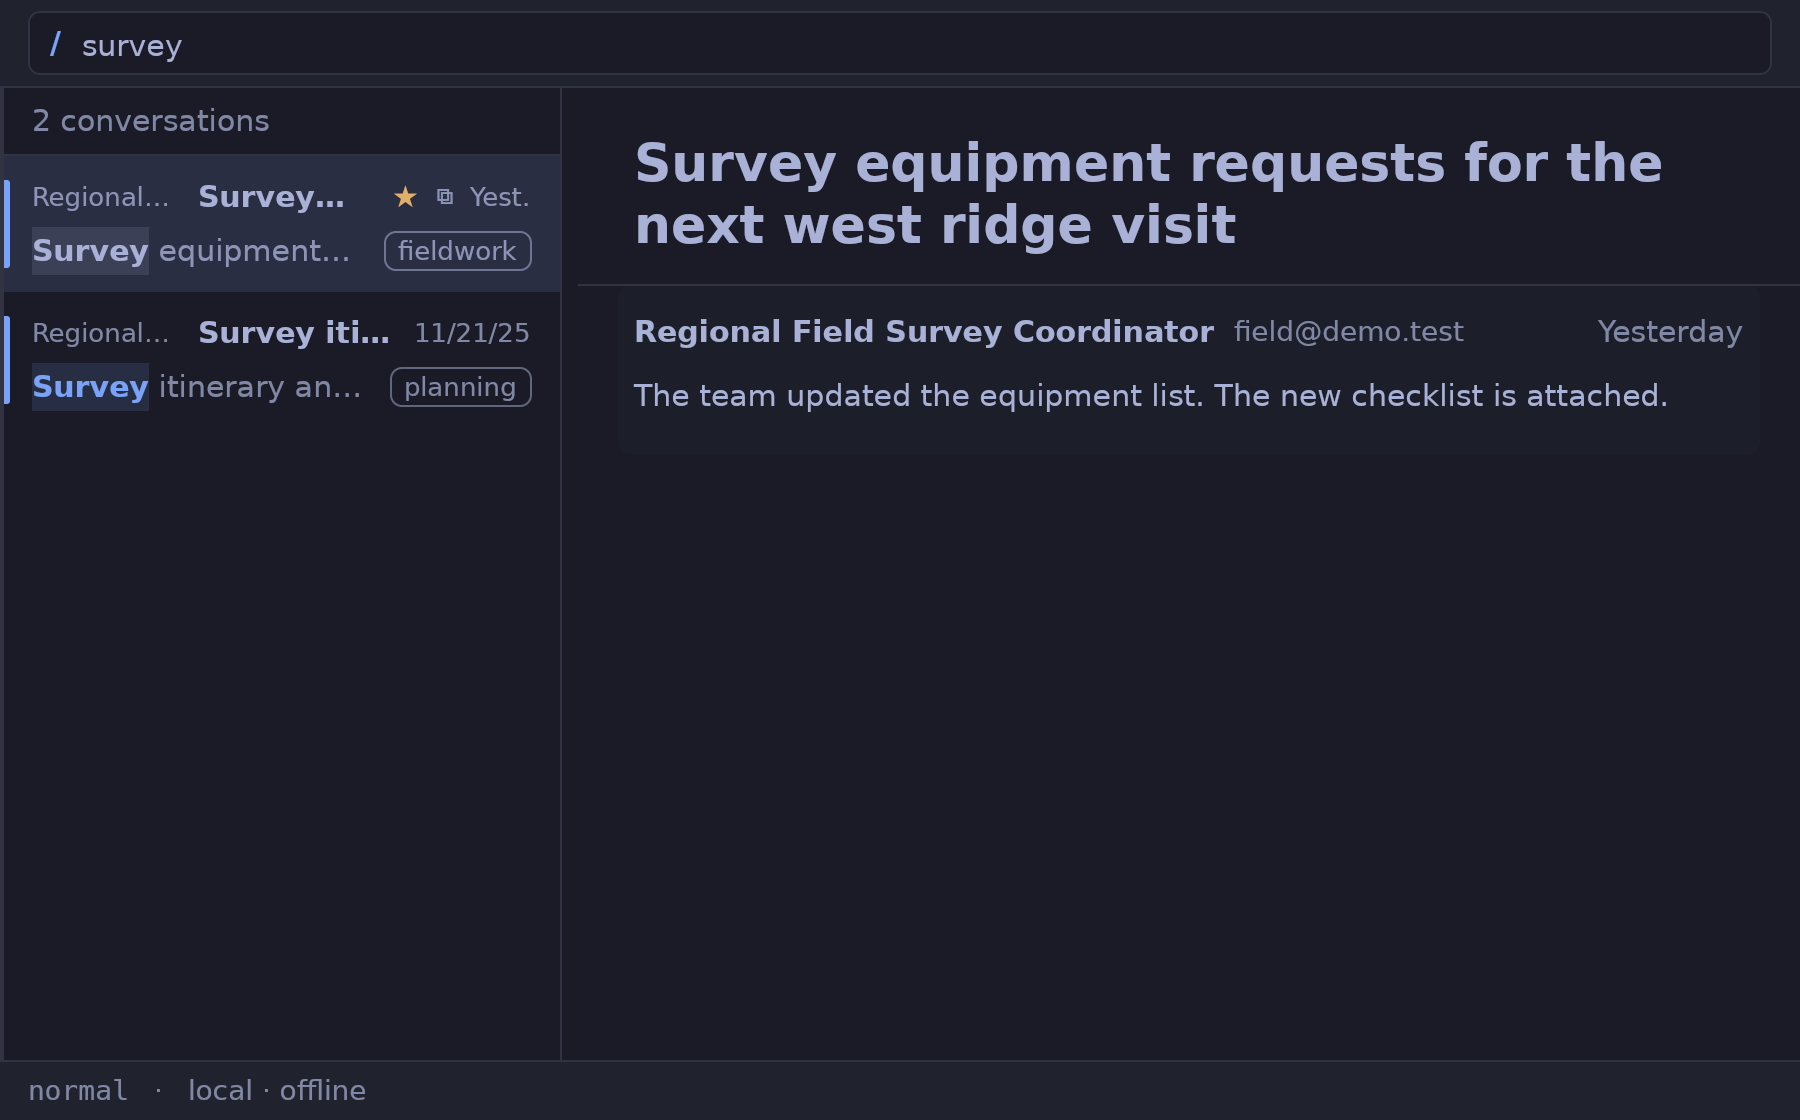 / survey
2 conversations
Regional… Survey… ★ ⧉ Yest.
Survey equipment… fieldwork
Regional… Survey iti… 11/21/25
Survey itinerary an… planning
Survey equipment requests for the
next west ridge visit
Regional Field Survey Coordinator field@demo.test Yesterday
The team updated the equipment list. The new checklist is attached.
normal · local · offline